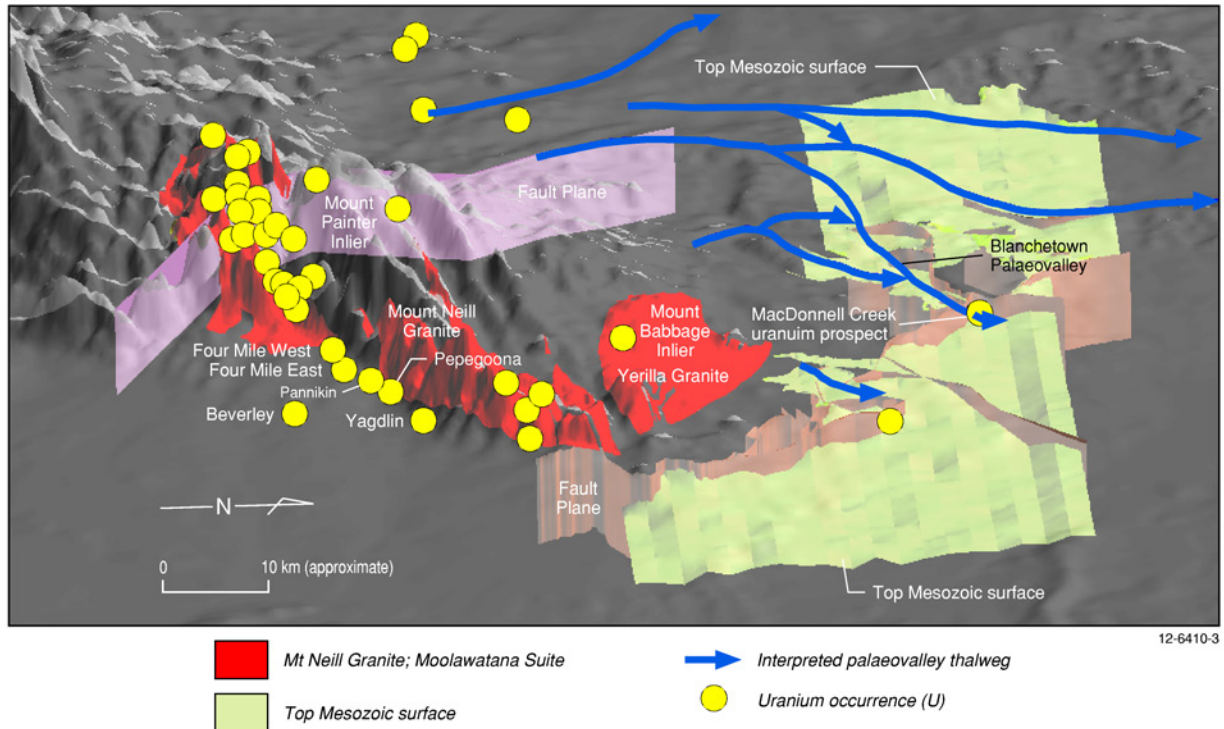 Top Mesozoic surface
Fault Plane
Mount
Painter
Inlier
Blanchetown
Palaeovalley
Mount Neill
Granite
Mount
Babbage
Inlier
MacDonnell Creek
uranuim prospect
Four Mile West
Four Mile East
Pepegoona
Yerilla Granite
Pannikin
Beverley
Yagdlin
Fault
Plane
N
0 10 km (approximate)
Top Mesozoic surface
12-6410-3
Mt Neill Granite; Moolawatana Suite
Interpreted palaeovalley thalweg
Top Mesozoic surface
Uranium occurrence (U)